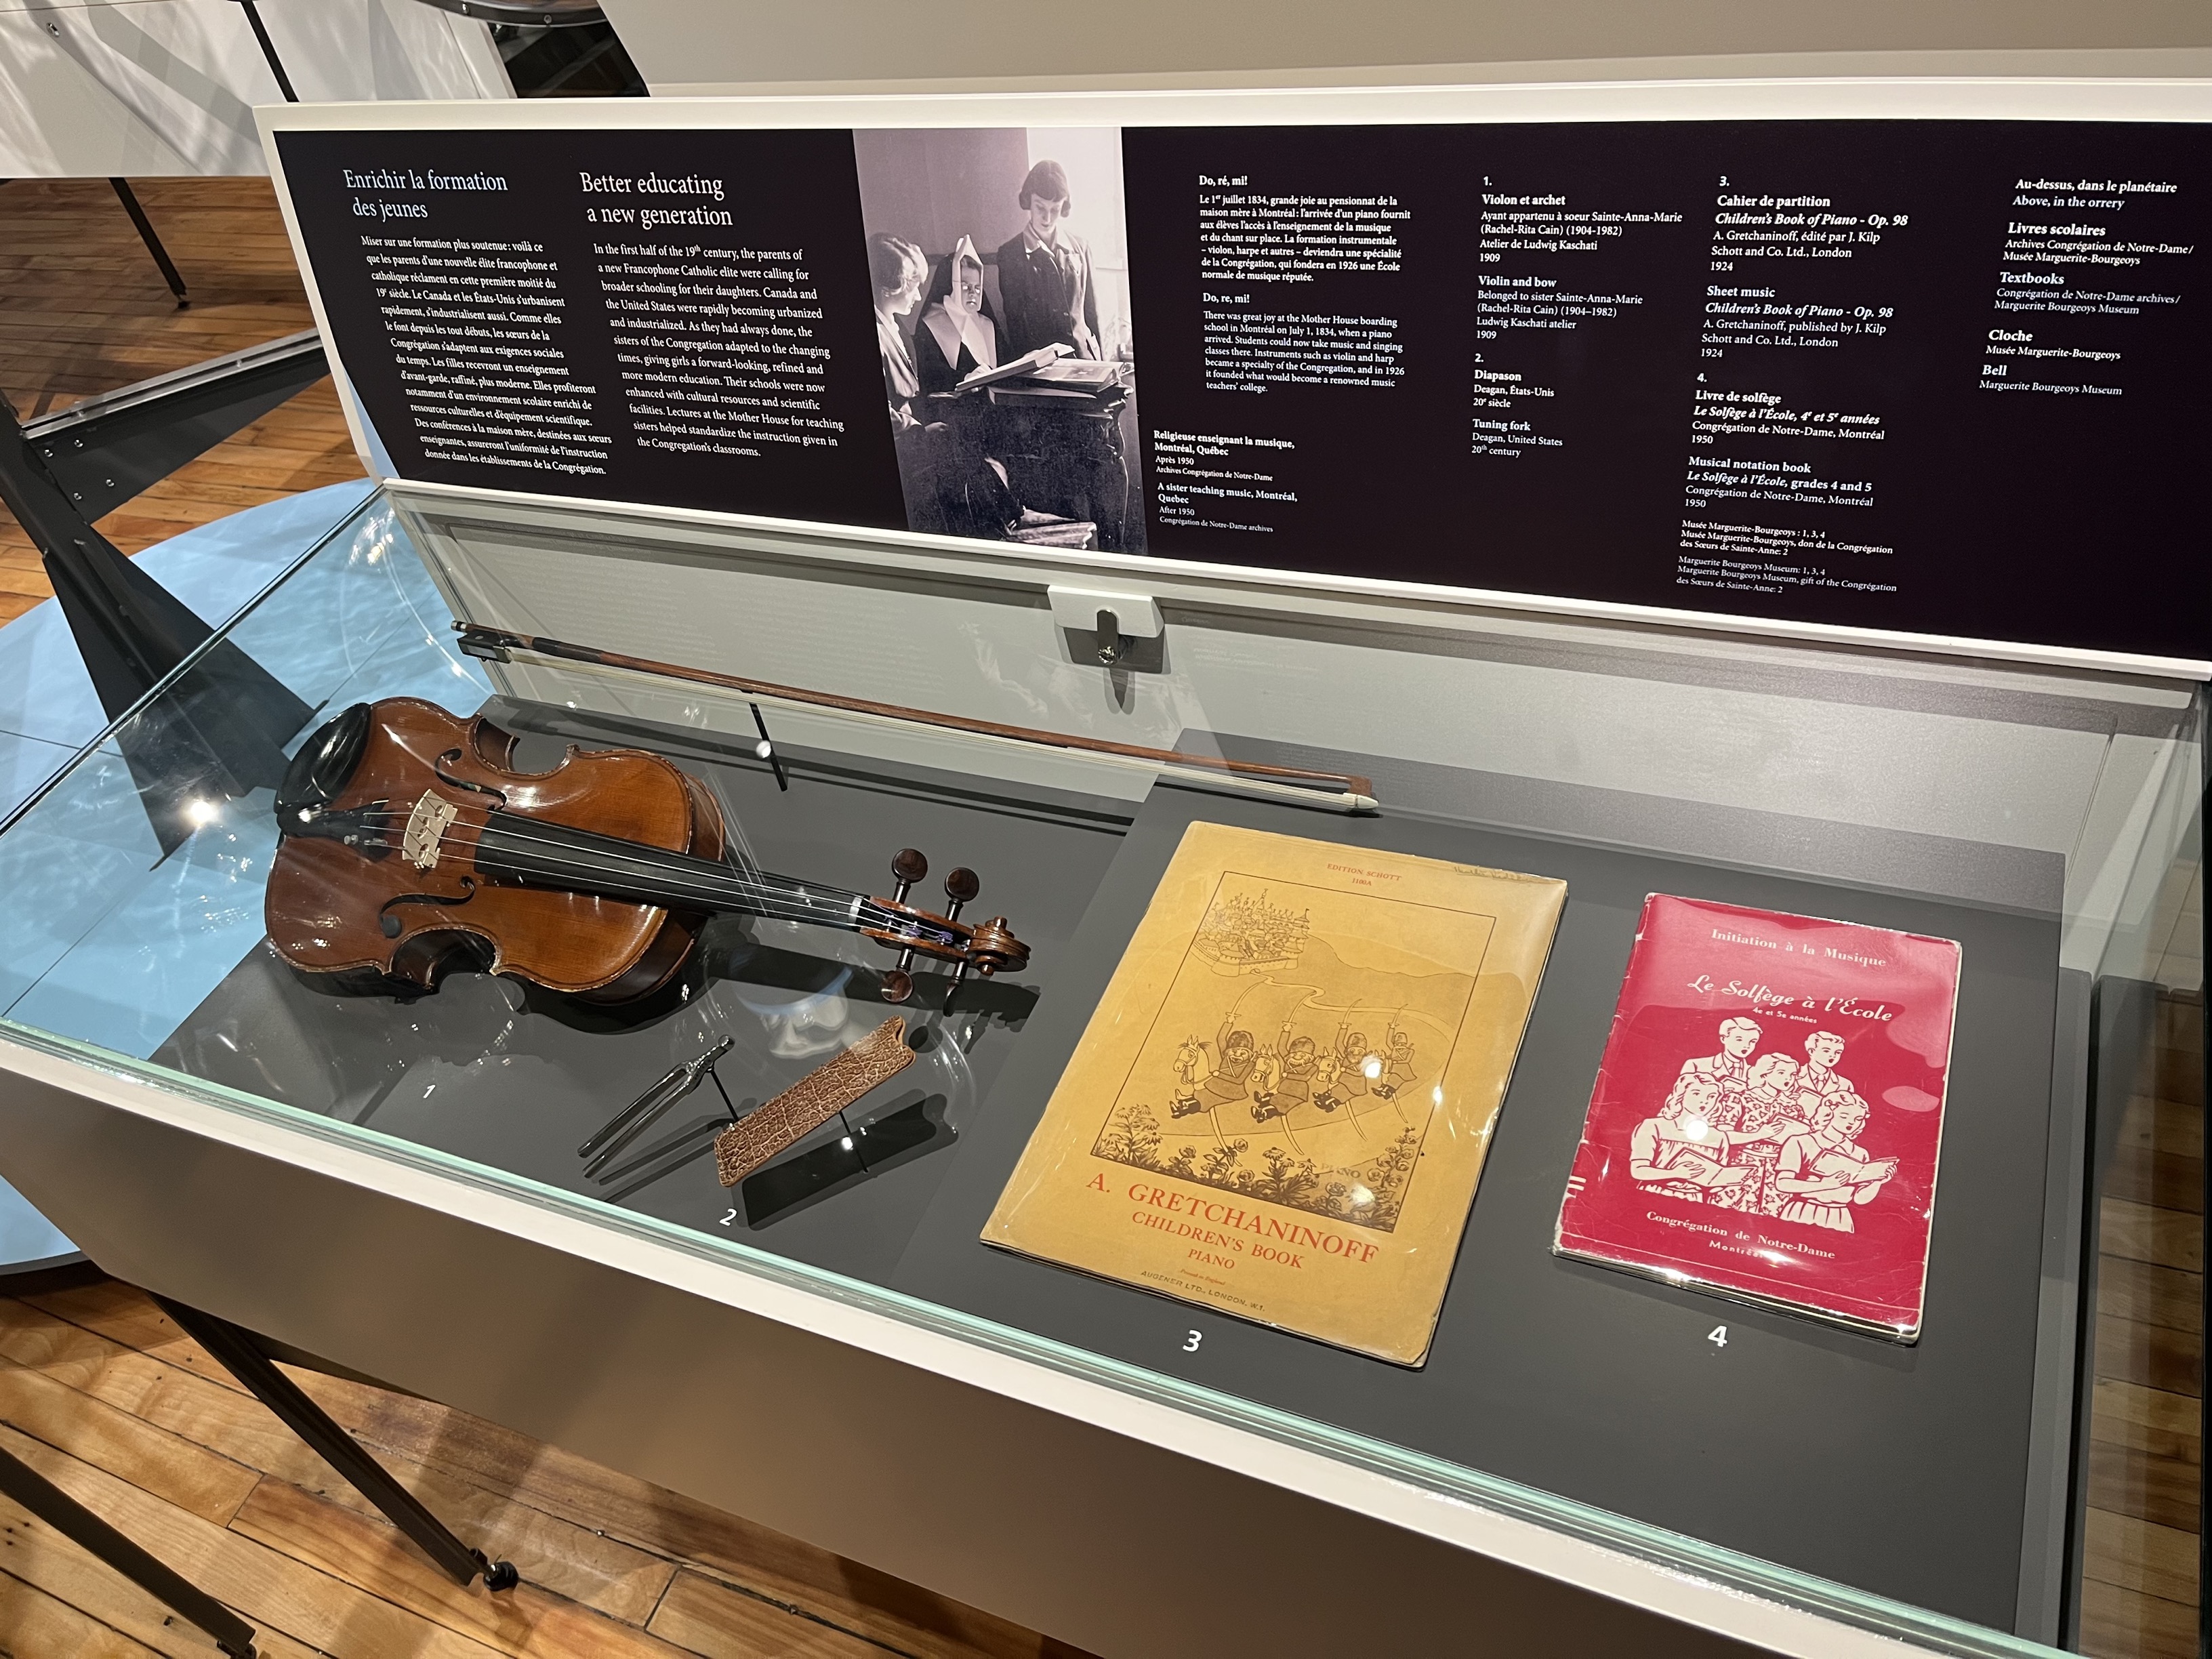 Enrichir la formation
des jeunes
Miser sur une formation plus soutenue : voilà ce
que les parents d'une nouvelle élite francophone et
catholique réclament en cette première moitié du
19e siècle. Le Canada et les États-Unis s'urbanisent
rapidement, s'industrialisent aussi. Comme elles
le font depuis les tout débuts, les sœurs de la
Congrégation s'adaptent aux exigences sociales
du temps. Les filles recevront un enseignement
d'avant-garde, raffiné, plus moderne. Elles profiteront
notamment d'un environnement scolaire enrichi de
ressources culturelles et d'équipement scientifique.
Des conférences à la maison mère, destinées aux sœurs
enseignantes, assureront l'uniformité de l'instruction
donnée dans les établissements de la Congrégation.
Better educating
a new generation
In the first half of the 19th century, the parents of
a new Francophone Catholic elite were calling for
broader schooling for their daughters. Canada and
the United States were rapidly becoming urbanized
and industrialized. As they had always done, the
sisters of the Congregation adapted to the changing
times, giving girls a forward-looking, refined and
more modern education. Their schools were now
enhanced with cultural resources and scientific
facilities. Lectures at the Mother House for teaching
sisters helped standardize the instruction given in
the Congregation's classrooms.
Do, ré, mi!
Le 1er juillet 1834, grande joie au pensionnat de la
maison mère à Montréal : l'arrivée d'un piano fournit
aux élèves l'accès à l'enseignement de la musique
et du chant sur place. La formation instrumentale
– violon, harpe et autres – deviendra une spécialité
de la Congrégation, qui fondera en 1926 une École
normale de musique réputée.
Do, re, mi!
There was great joy at the Mother House boarding
school in Montréal on July 1, 1834, when a piano
arrived. Students could now take music and singing
classes there. Instruments such as violin and harp
became a specialty of the Congregation, and in 1926
it founded what would become a renowned music
teachers' college.
Religieuse enseignant la musique,
Montréal, Québec
Après 1950
Archives Congrégation de Notre-Dame
A sister teaching music, Montréal,
Quebec
After 1950
Congrégation de Notre-Dame archives
1.
Violon et archet
Ayant appartenu à soeur Sainte-Anna-Marie
(Rachel-Rita Cain) (1904-1982)
Atelier de Ludwig Kaschati
1909
Violin and bow
Belonged to sister Sainte-Anna-Marie
(Rachel-Rita Cain) (1904–1982)
Ludwig Kaschati atelier
1909
2.
Diapason
Deagan, États-Unis
20e siècle
Tuning fork
Deagan, United States
20th century
3.
Cahier de partition
Children's Book of Piano - Op. 98
A. Gretchaninoff, édité par J. Kilp
Schott and Co. Ltd., London
1924
Sheet music
Children's Book of Piano - Op. 98
A. Gretchaninoff, published by J. Kilp
Schott and Co. Ltd., London
1924
4.
Livre de solfège
Le Solfège à l'École, 4e et 5e années
Congrégation de Notre-Dame, Montréal
1950
Musical notation book
Le Solfège à l'École, grades 4 and 5
Congrégation de Notre-Dame, Montréal
1950
Musée Marguerite-Bourgeoys : 1, 3, 4
Musée Marguerite-Bourgeoys, don de la Congrégation
des Sœurs de Sainte-Anne: 2
Marguerite Bourgeoys Museum: 1, 3, 4
Marguerite Bourgeoys Museum, gift of the Congrégation
des Sœurs de Sainte-Anne: 2
Au-dessus, dans le planétaire
Above, in the orrery
Livres scolaires
Archives Congrégation de Notre-Dame /
Musée Marguerite-Bourgeoys
Textbooks
Congrégation de Notre-Dame archives /
Marguerite Bourgeoys Museum
Cloche
Musée Marguerite-Bourgeoys
Bell
Marguerite Bourgeoys Museum
EDITION SCHOTT
1100A
PIANO
A. GRETCHANINOFF
CHILDREN'S BOOK
PIANO
Printed in England
AUGENER LTD., LONDON, W.1.
Initiation à la Musique
Le Solfège à l'École
4e et 5e années
Congrégation de Notre-Dame
Montréal
1
2
3
4